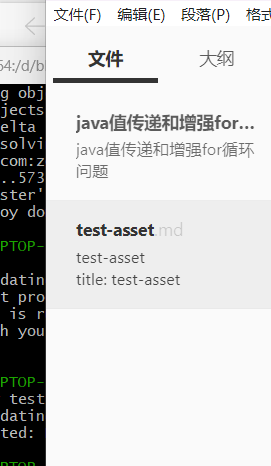 文件(F) 编辑(E) 段落(P) 格式
文件 大纲
java值传递和增强for...
java值传递和增强for循环
问题
test-asset.md
test-asset
title: test-asset
54:/d/b
g obj
jects
elta
solvi
com:z
..573
ster'
oy do
PTOP-
datin
t pro
is r
h you
PTOP-
test
datin
ted:
PTOP-